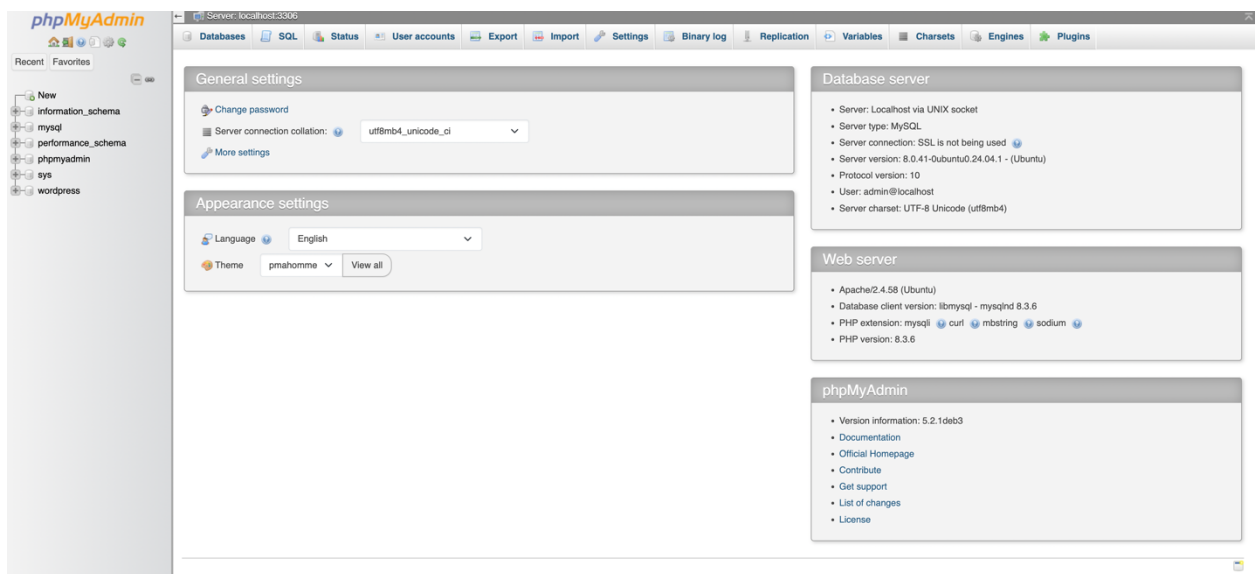 phpMyAdmin
Recent Favorites
New
information_schema
mysql
performance_schema
phpmyadmin
sys
wordpress
Server: localhost:3306
Databases SQL Status User accounts Export Import Settings Binary log Replication Variables Charsets Engines Plugins
General settings
Change password
Server connection collation: utf8mb4_unicode_ci
More settings
Appearance settings
Language English
Theme pmahomme View all
Database server
• Server: Localhost via UNIX socket
• Server type: MySQL
• Server connection: SSL is not being used
• Server version: 8.0.41-0ubuntu0.24.04.1 - (Ubuntu)
• Protocol version: 10
• User: admin@localhost
• Server charset: UTF-8 Unicode (utf8mb4)
Web server
• Apache/2.4.58 (Ubuntu)
• Database client version: libmysql - mysqlnd 8.3.6
• PHP extension: mysqli curl mbstring sodium
• PHP version: 8.3.6
phpMyAdmin
• Version information: 5.2.1deb3
• Documentation
• Official Homepage
• Contribute
• Get support
• List of changes
• License